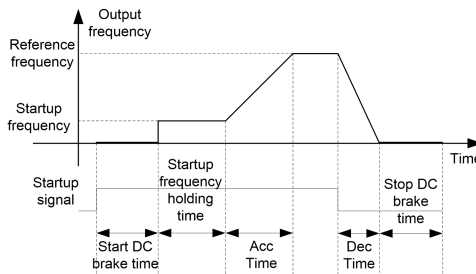 Output
frequency
Reference
frequency
Startup
frequency
Time
Startup
signal
Startup
frequency
holding
time
Stop DC
brake
time
Start DC
brake time
Acc
Time
Dec
Time